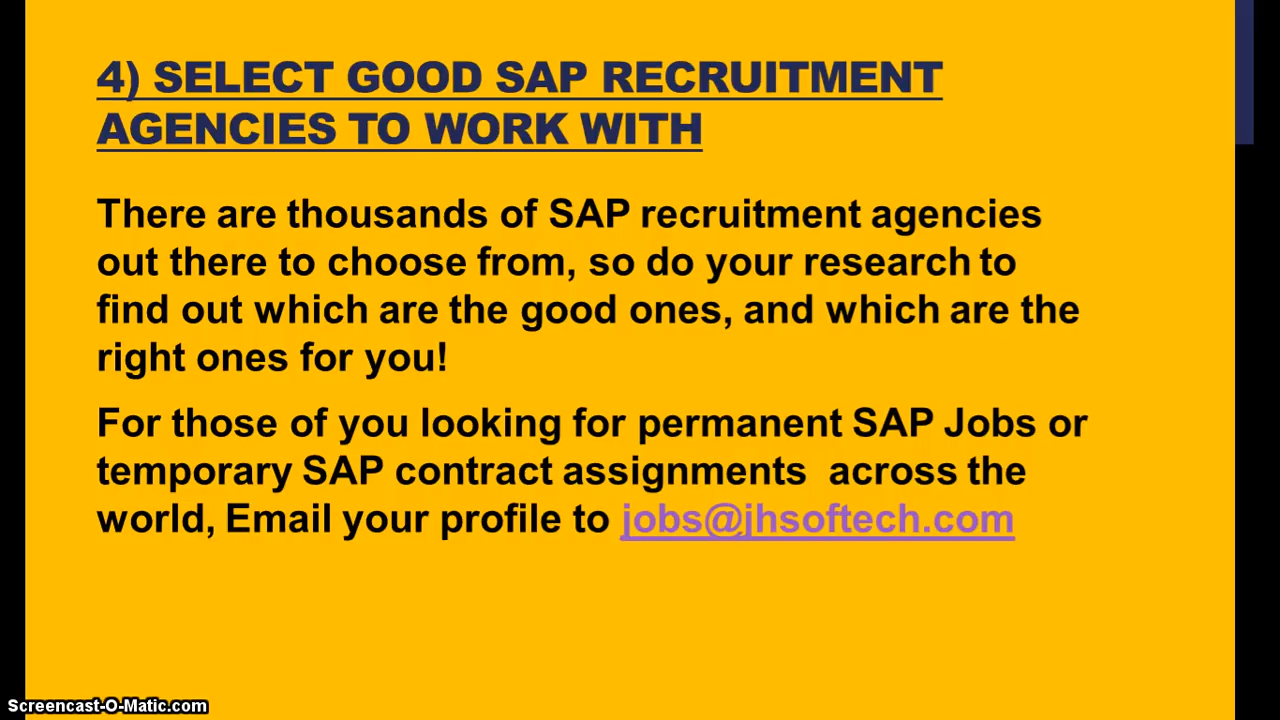 4) SELECT GOOD SAP RECRUITMENT
AGENCIES TO WORK WITH
There are thousands of SAP recruitment agencies
out there to choose from, so do your research to
find out which are the good ones, and which are the
right ones for you!
For those of you looking for permanent SAP Jobs or
temporary SAP contract assignments  across the
world, Email your profile to jobs@jhsoftech.com
Screencast-O-Matic.com